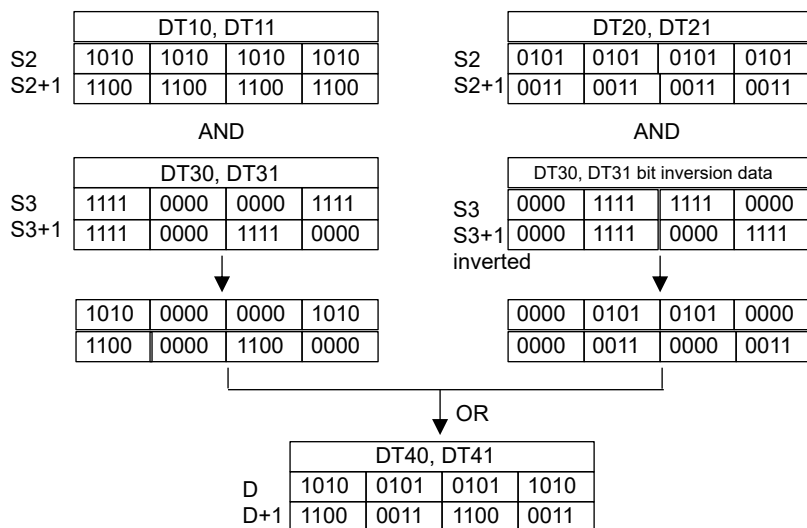 DT10, DT11
S2 1010 1010 1010 1010
S2+1 1100 1100 1100 1100
DT20, DT21
S2 0101 0101 0101 0101
S2+1 0011 0011 0011 0011
AND
AND
DT30, DT31
S3 1111 0000 0000 1111
S3+1 1111 0000 1111 0000
DT30, DT31 bit inversion data
S3 0000 1111 1111 0000
S3+1 0000 1111 0000 1111
inverted
1010 0000 0000 1010
1100 0000 1100 0000
0000 0101 0101 0000
0000 0011 0000 0011
OR
DT40, DT41
D 1010 0101 0101 1010
D+1 1100 0011 1100 0011